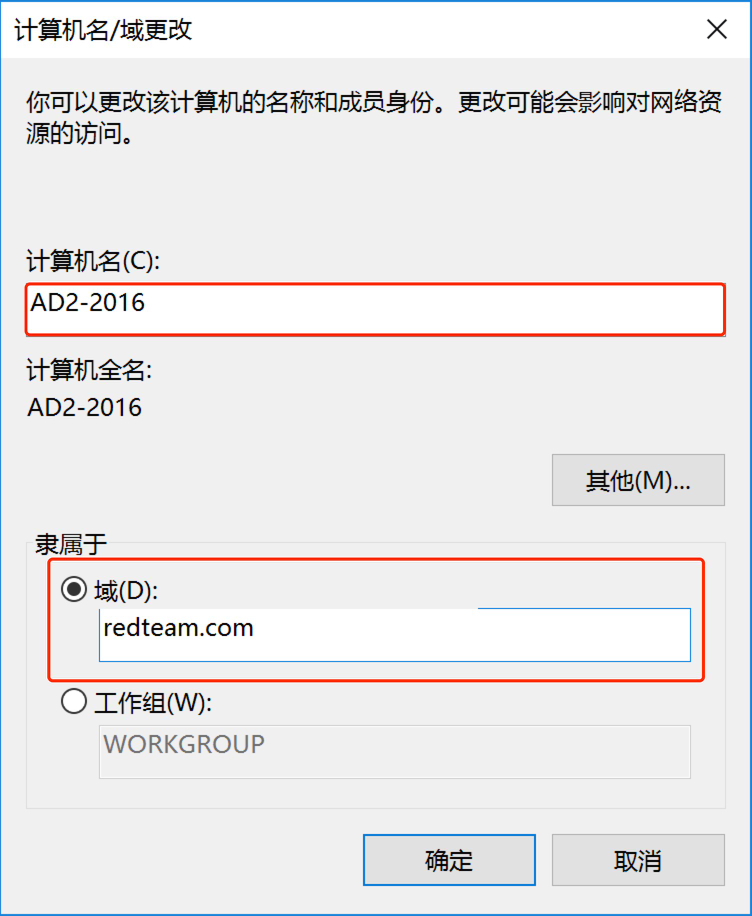 计算机名/域更改
你可以更改该计算机的名称和成员身份。更改可能会影响对网络资
源的访问。
计算机名(C):
AD2-2016
计算机全名:
AD2-2016
其他(M)...
隶属于
域(D):
redteam.com
工作组(W):
WORKGROUP
确定
取消